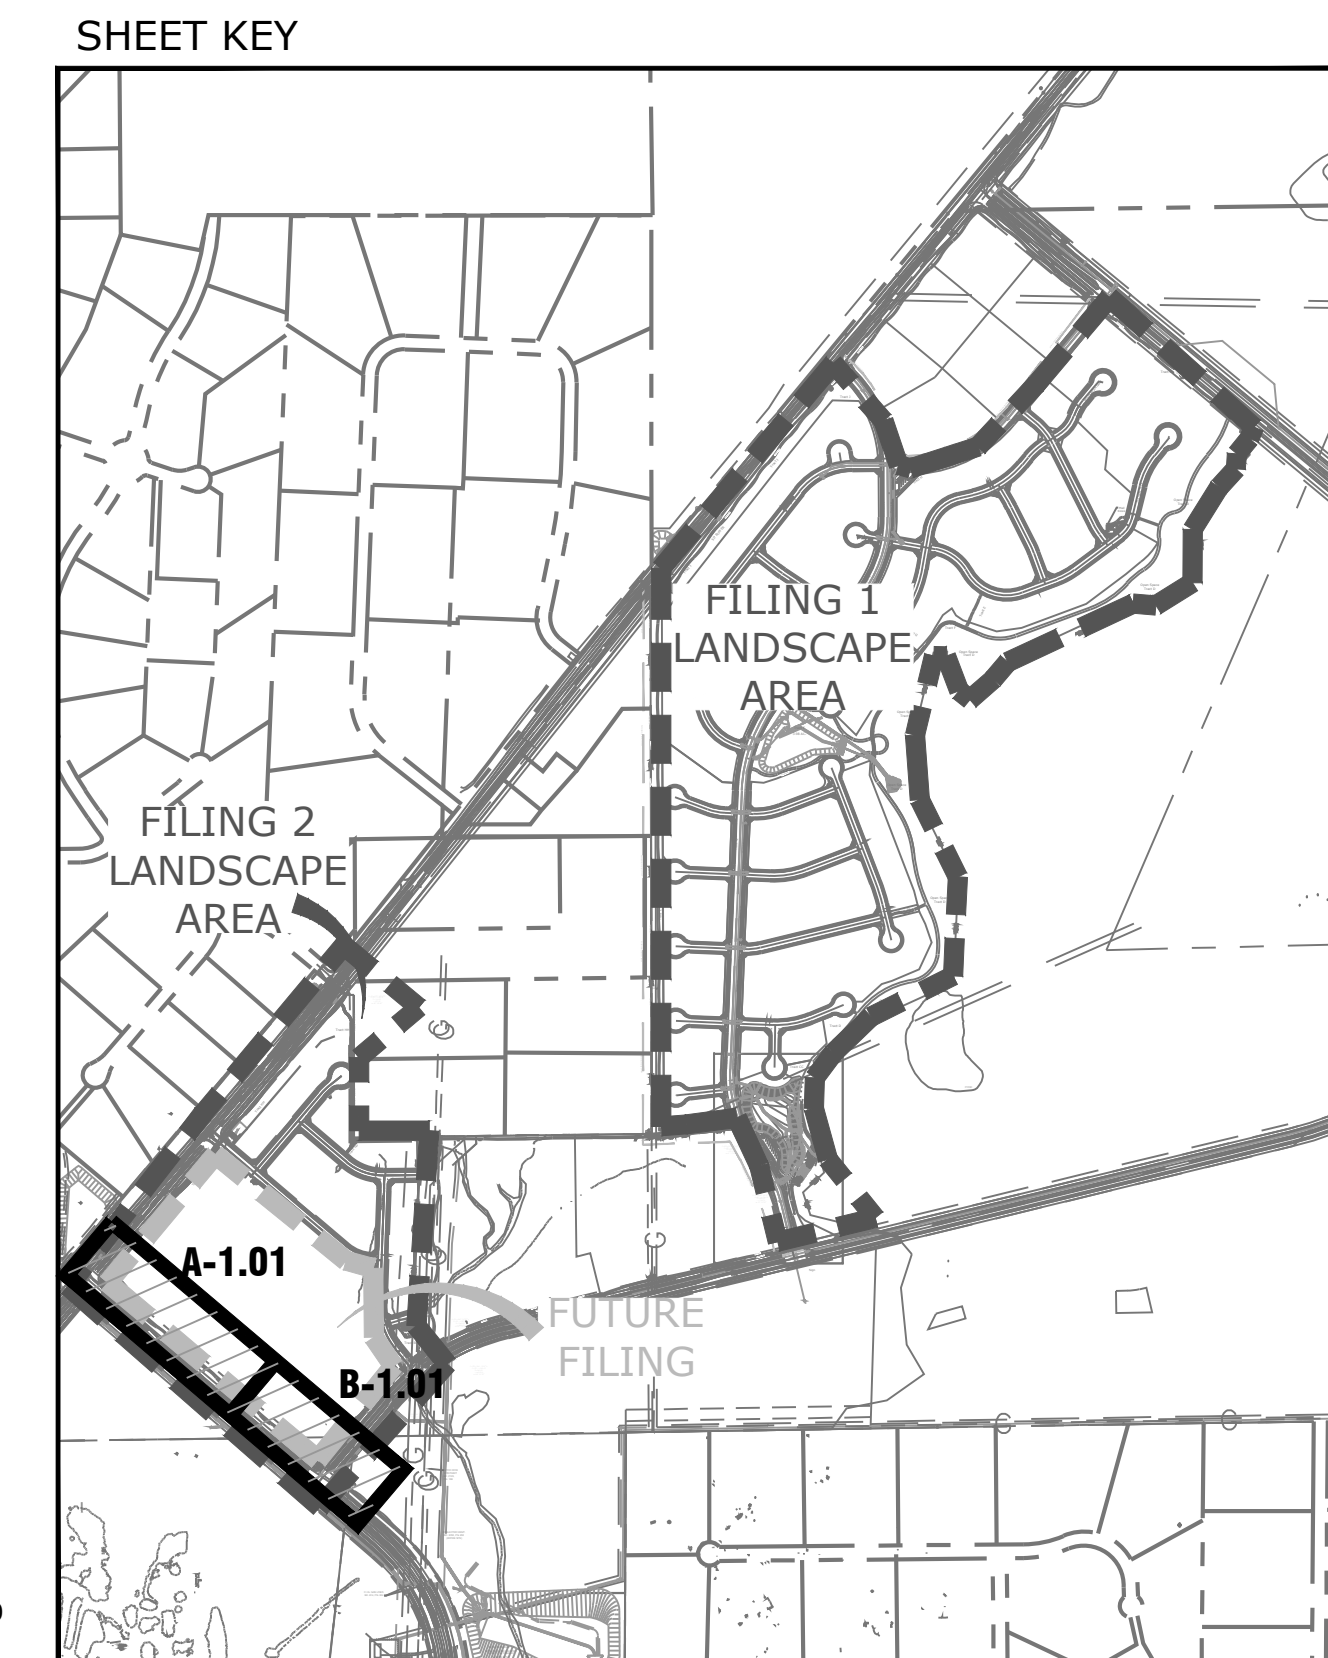 SHEET KEY
FILING 1
LANDSCAPE
AREA
FILING 2
LANDSCAPE
AREA
A-1.01
FUTURE
FILING
B-1.01